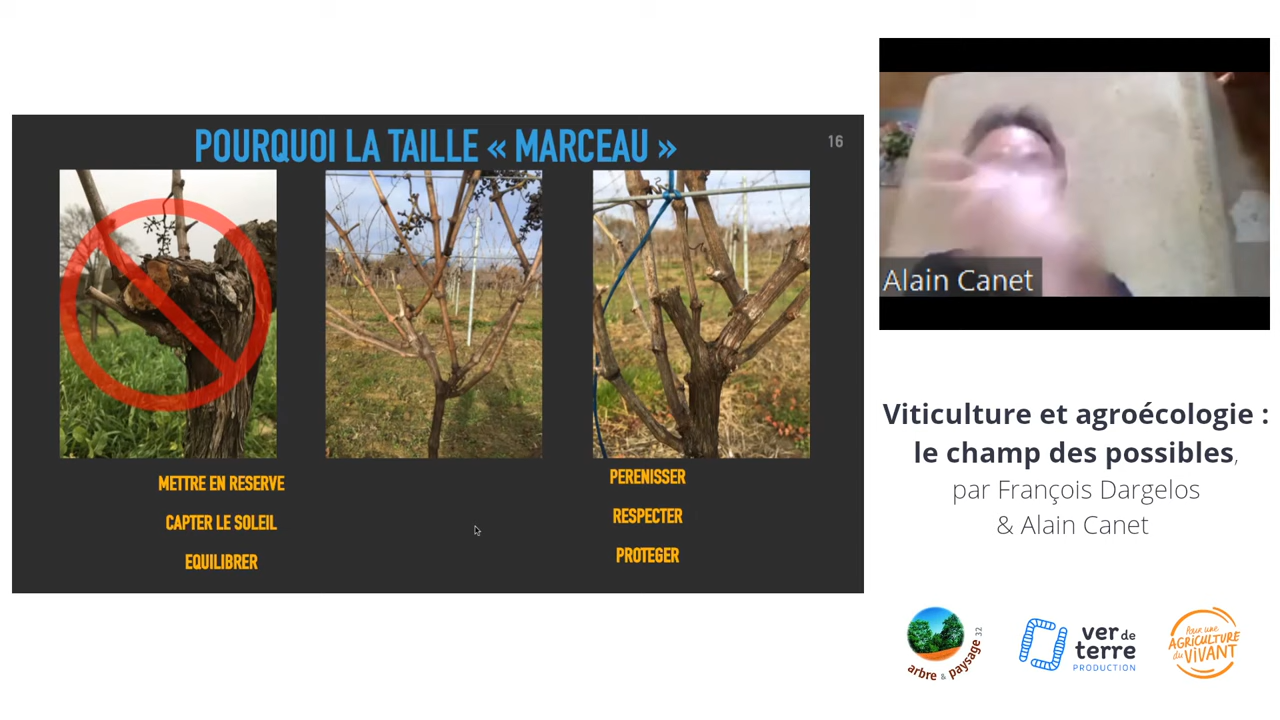 POURQUOI LA TAILLE « MARCEAU »
16
METTRE EN RESERVE
CAPTER LE SOLEIL
EQUILIBRER
PERENISSER
RESPECTER
PROTEGER
Alain Canet
Viticulture et agroécologie :
le champ des possibles,
par François Dargelos
& Alain Canet
arbre & paysage 32
ver de
terre
PRODUCTION
Pour une
AGRICULTURE
du VIVANT